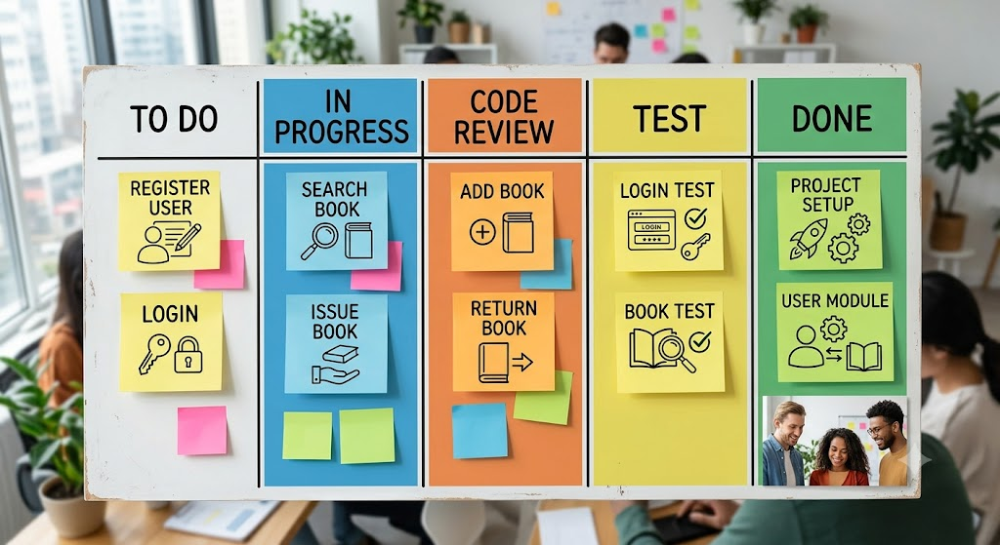 TO DO
IN
PROGRESS
CODE
REVIEW
TEST
DONE
REGISTER
USER
LOGIN
SEARCH
BOOK
ISSUE
BOOK
ADD BOOK
RETURN
BOOK
LOGIN TEST
LOGIN
****
BOOK TEST
PROJECT
SETUP
USER MODULE